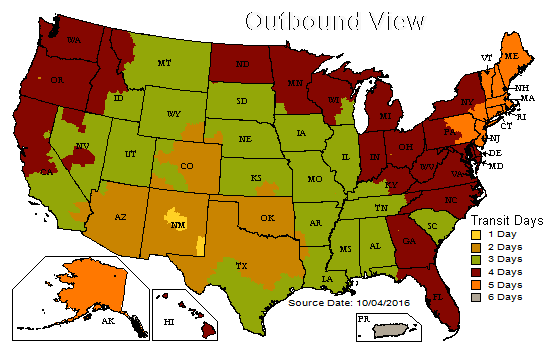 Outbound View
WA
MT
ND
MN
VT
ME
OR
ID
SD
WI
MI
NY
NH
MA
RI
CT
WY
NE
IA
PA
NJ
DE
MD
NV
UT
CO
IL
IN
OH
WV
VA
CA
KS
MO
KY
NC
AZ
NM
OK
AR
TN
SC
TX
LA
MS
AL
GA
FL
Transit Days
1 Day
2 Days
3 Days
4 Days
5 Days
6 Days
Source Date: 10/04/2016
AK
HI
PR